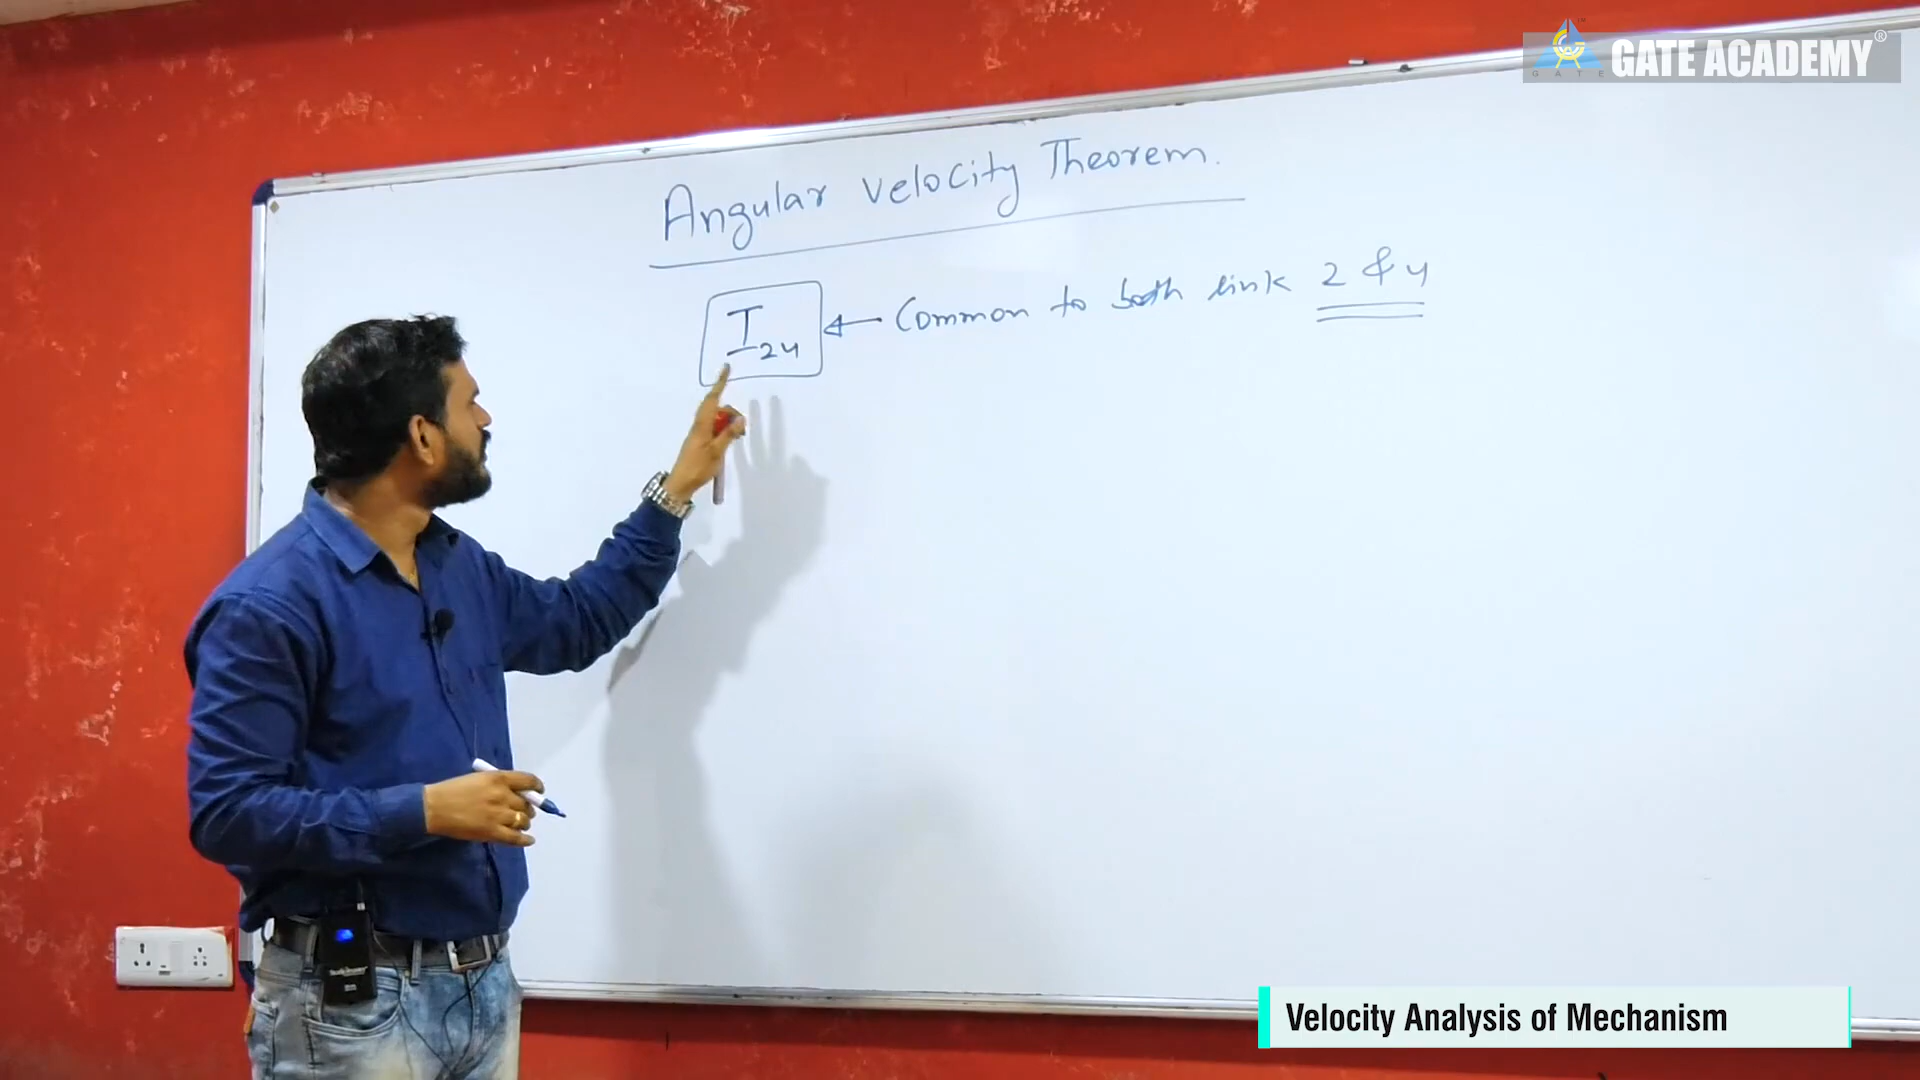 GATE ACADEMY®
G A T E
Angular Velocity Theorem.
I24 ← Common to both link 2 & 4
Velocity Analysis of Mechanism